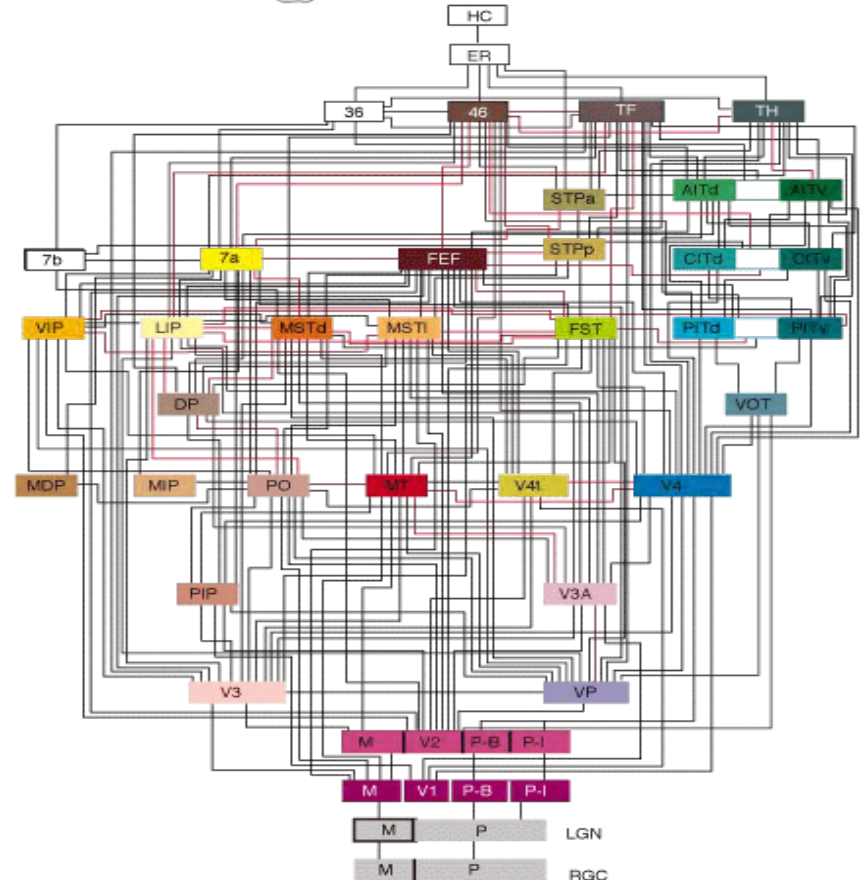 HC
ER
36 46 TF TH
STPa AITd AITv
7b 7a FEF STPp CITd CITv
VIP LIP MSTd MSTl FST PITd PITv
DP VOT
MDP MIP PO MT V4t V4
PIP V3A
V3 VP
M V2 P-B P-I
M V1 P-B P-I
M P LGN
M P RGC